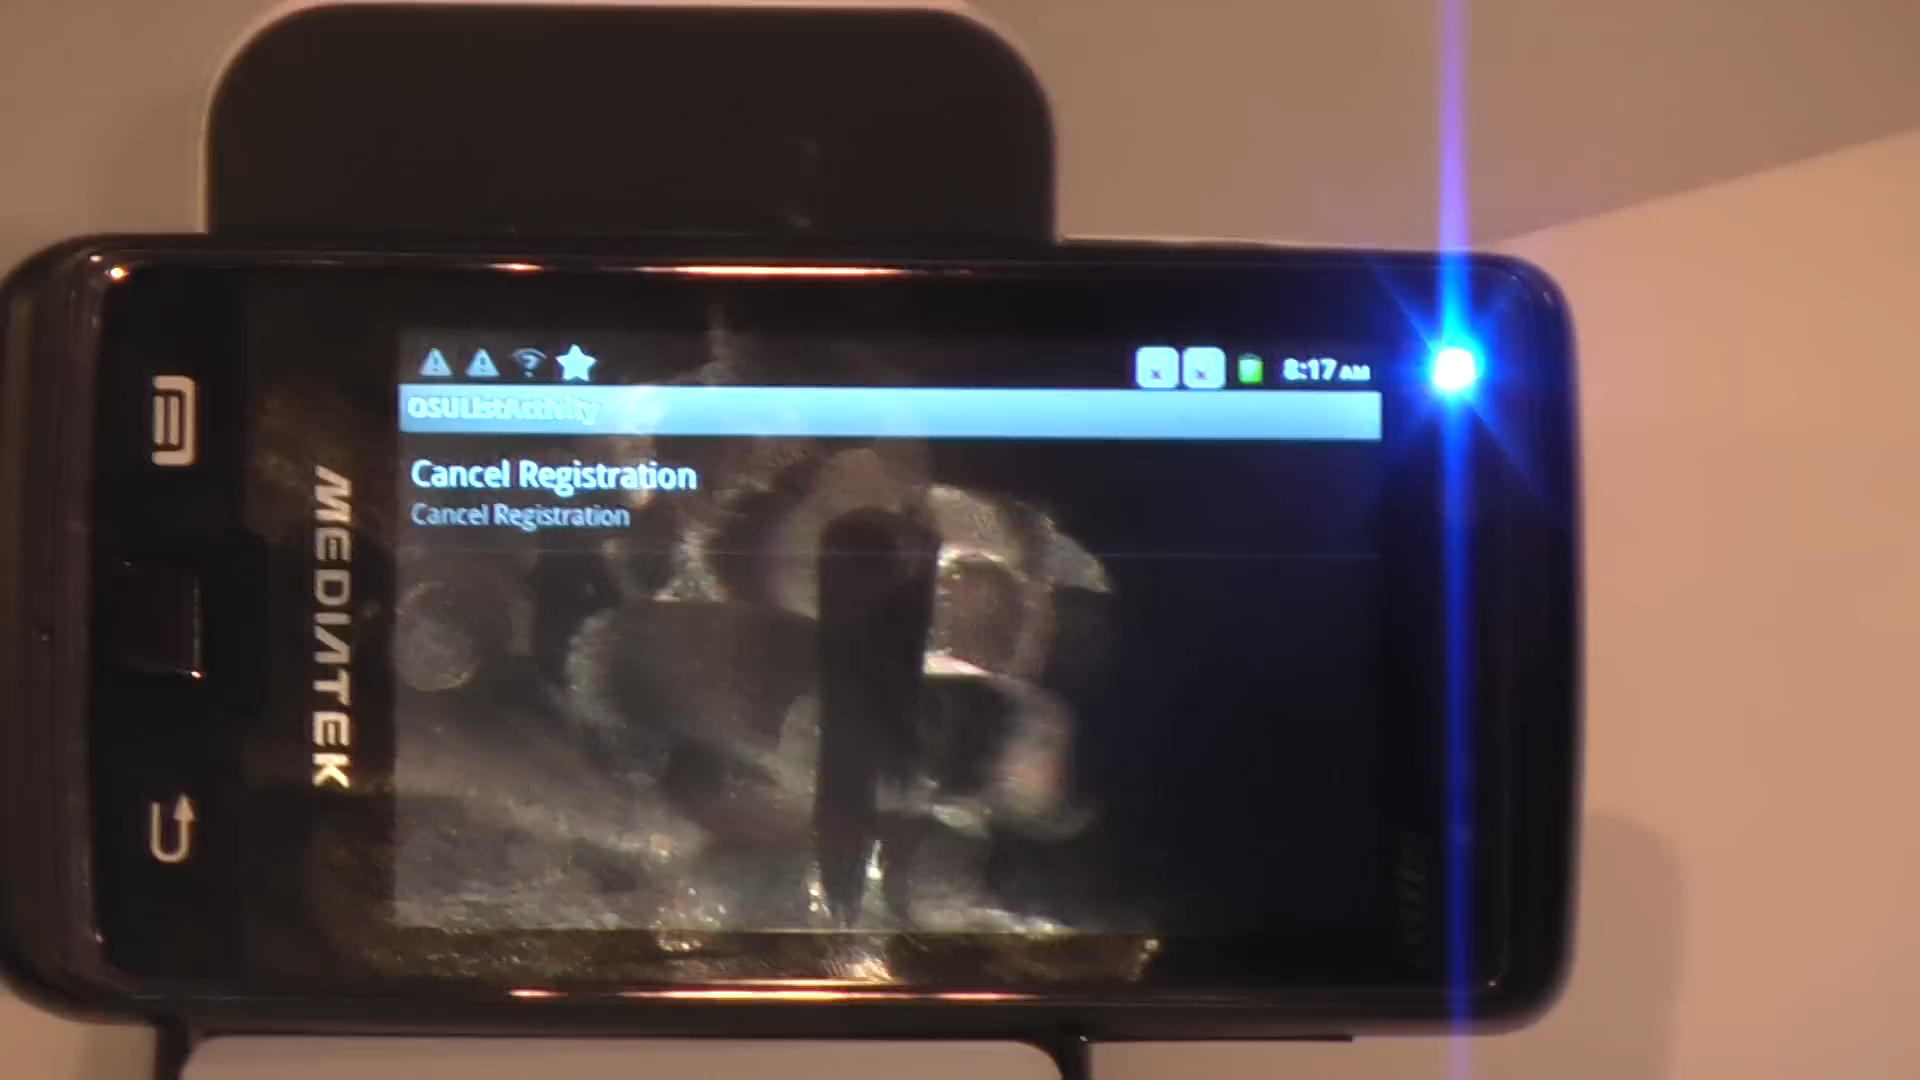 8:17 AM
OSUListActivity
Cancel Registration
Cancel Registration
MEDIATEK